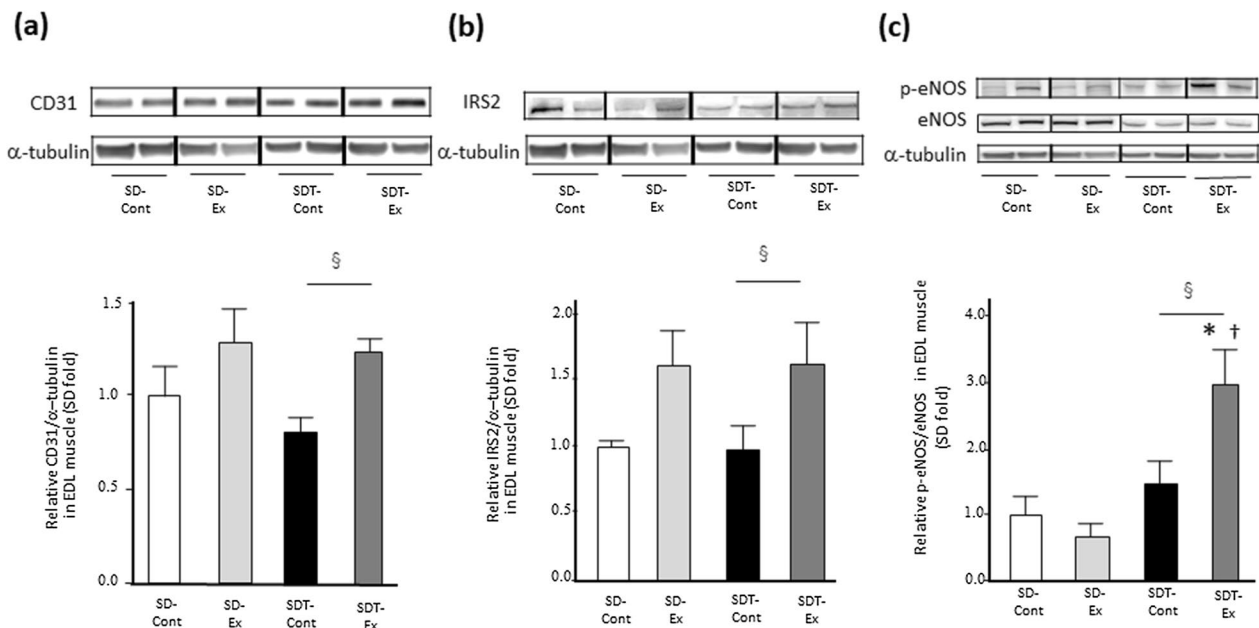 (a)
CD31
α-tubulin
SD-
Cont
SD-
Ex
SDT-
Cont
SDT-
Ex
§
Relative CD31/α–tubulin
in EDL muscle (SD fold)
1.5
1.0
0.5
0.0
SD-
Cont
SD-
Ex
SDT-
Cont
SDT-
Ex
(b)
IRS2
α-tubulin
SD-
Cont
SD-
Ex
SDT-
Cont
SDT-
Ex
§
Relative IRS2/α–tubulin
in EDL muscle (SD fold)
2.0
1.5
1.0
0.5
0.0
SD-
Cont
SD-
Ex
SDT-
Cont
SDT-
Ex
(c)
p-eNOS
eNOS
α-tubulin
SD-
Cont
SD-
Ex
SDT-
Cont
SDT-
Ex
§
* †
Relative p-eNOS/eNOS in EDL muscle
(SD fold)
4.0
3.0
2.0
1.0
0.0
SD-
Cont
SD-
Ex
SDT-
Cont
SDT-
Ex